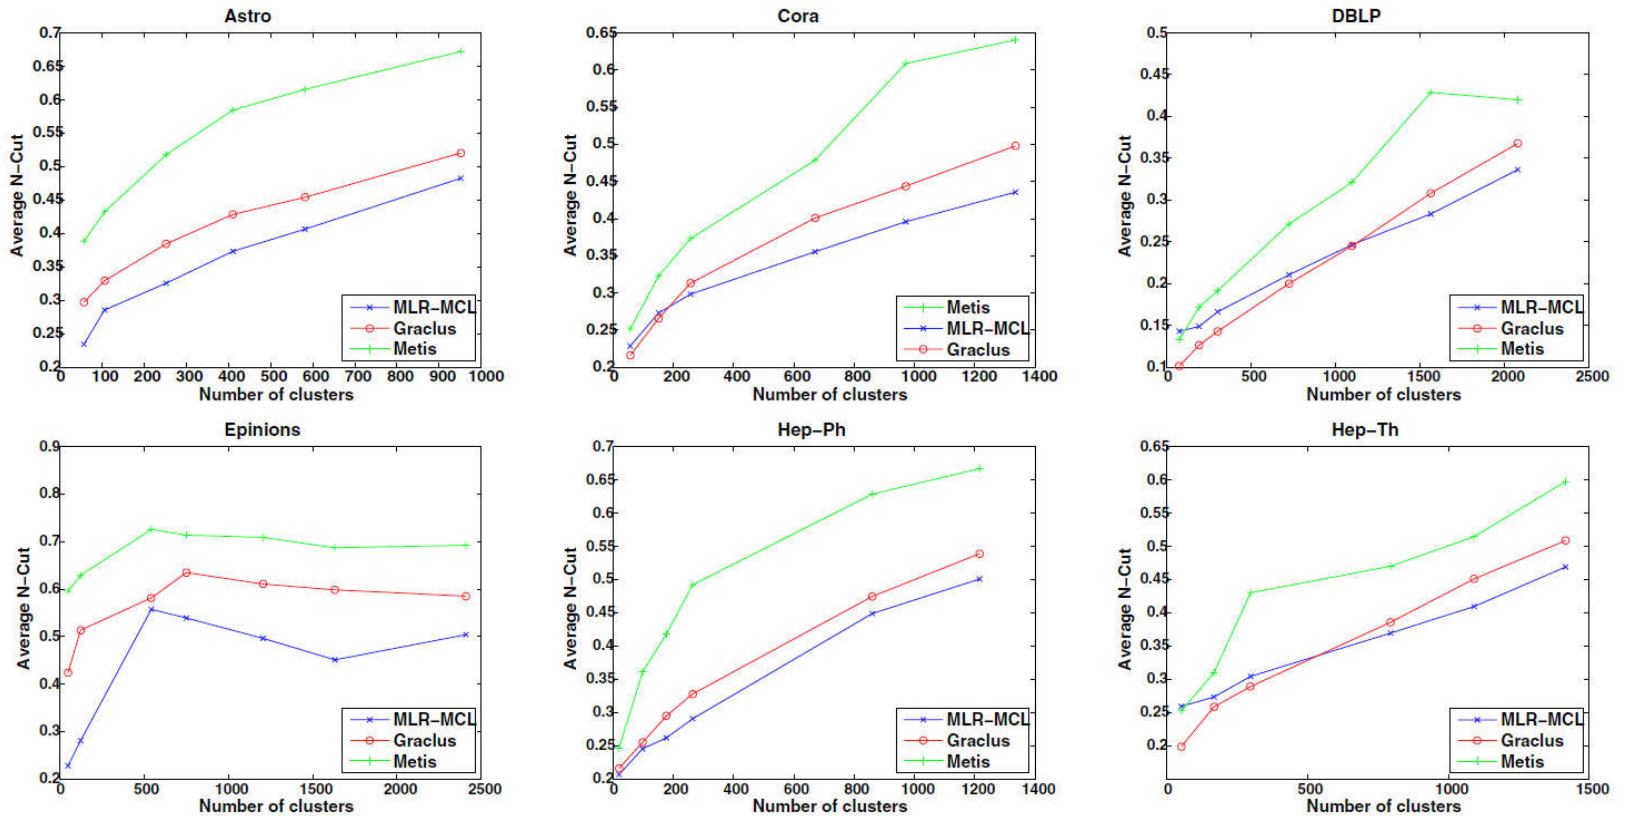 Astro
0.7
0.65
0.6
0.55
0.5
0.45
0.4
0.35
0.3
0.25
0.2
Average N-Cut
0 100 200 300 400 500 600 700 800 900 1000
Number of clusters
MLR-MCL
Graclus
Metis
Cora
0.65
0.6
0.55
0.5
0.45
0.4
0.35
0.3
0.25
0.2
Average N-Cut
0 200 400 600 800 1000 1200 1400
Number of clusters
Metis
MLR-MCL
Graclus
DBLP
0.5
0.45
0.4
0.35
0.3
0.25
0.2
0.15
0.1
Average N-Cut
0 500 1000 1500 2000 2500
Number of clusters
MLR-MCL
Graclus
Metis
Epinions
0.9
0.8
0.7
0.6
0.5
0.4
0.3
0.2
Average N-Cut
0 500 1000 1500 2000 2500
Number of clusters
MLR-MCL
Graclus
Metis
Hep-Ph
0.7
0.65
0.6
0.55
0.5
0.45
0.4
0.35
0.3
0.25
0.2
Average N-Cut
0 200 400 600 800 1000 1200 1400
Number of clusters
MLR-MCL
Graclus
Metis
Hep-Th
0.65
0.6
0.55
0.5
0.45
0.4
0.35
0.3
0.25
0.2
Average N-Cut
0 500 1000 1500
Number of clusters
MLR-MCL
Graclus
Metis